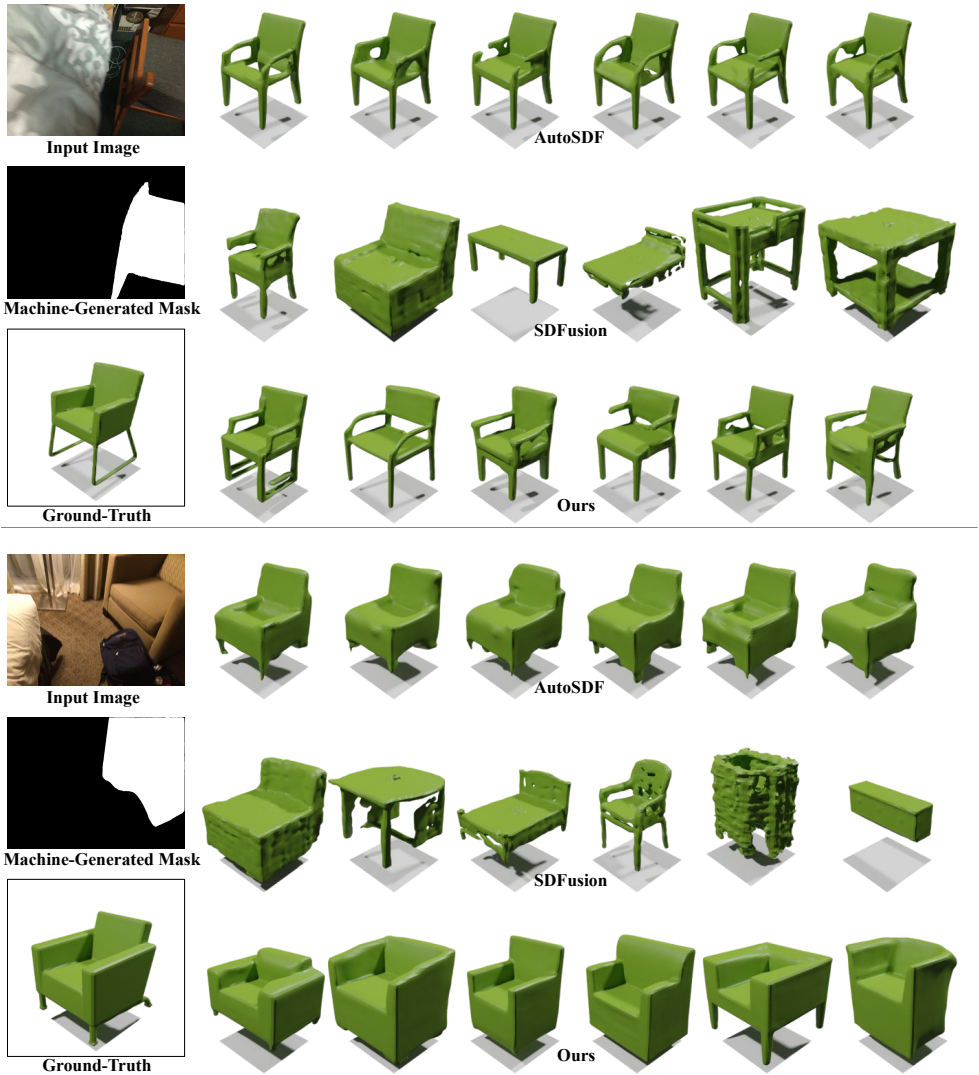 Input Image
AutoSDF
Machine-Generated Mask
SDFusion
Ground-Truth
Ours
Input Image
AutoSDF
Machine-Generated Mask
SDFusion
Ground-Truth
Ours